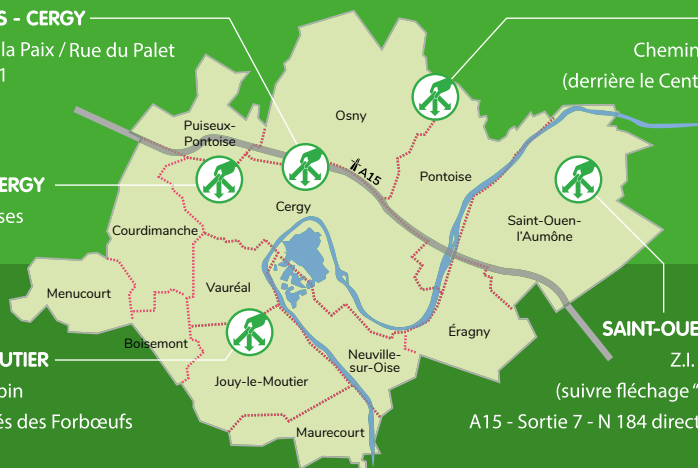 S - CERGY
la Paix / Rue du Palet
1
Chemin
(derrière le Cent
Osny
Puiseux-
Pontoise
A15
Pontoise
ERGY
ses
Cergy
Saint-Ouen-
l'Aumône
Courdimanche
Menucourt
Vauréal
Boisemont
Éragny
SAINT-OUE
Z.I.
(suivre fléchage "
A15 - Sortie 7 - N 184 direct
Neuville-
sur-Oise
UTIER
pin
és des Forbœufs
Jouy-le-Moutier
Maurecourt